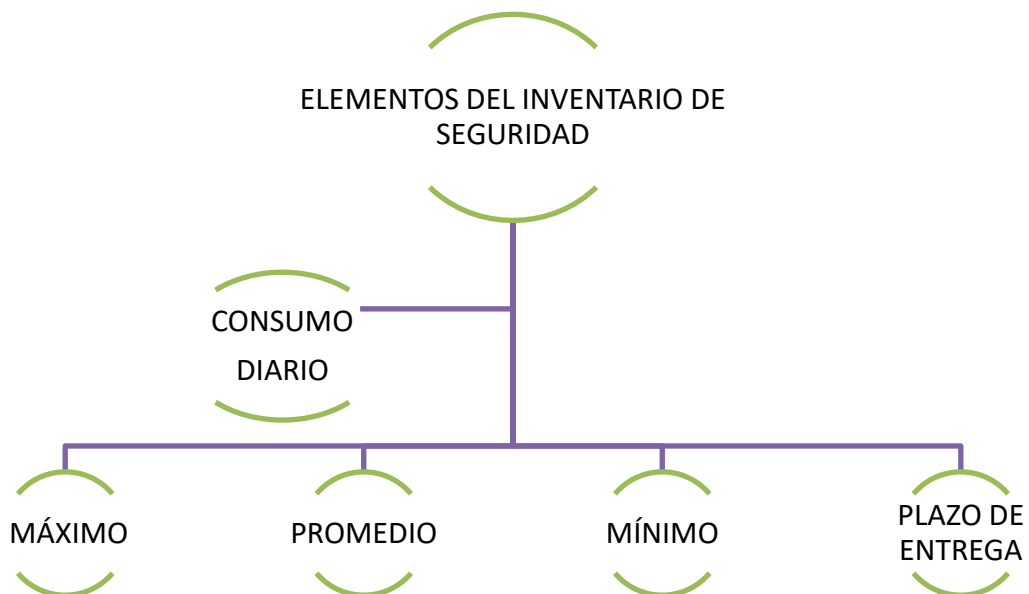 ELEMENTOS DEL INVENTARIO DE
SEGURIDAD
CONSUMO
DIARIO
MÁXIMO
PROMEDIO
MÍNIMO
PLAZO DE
ENTREGA